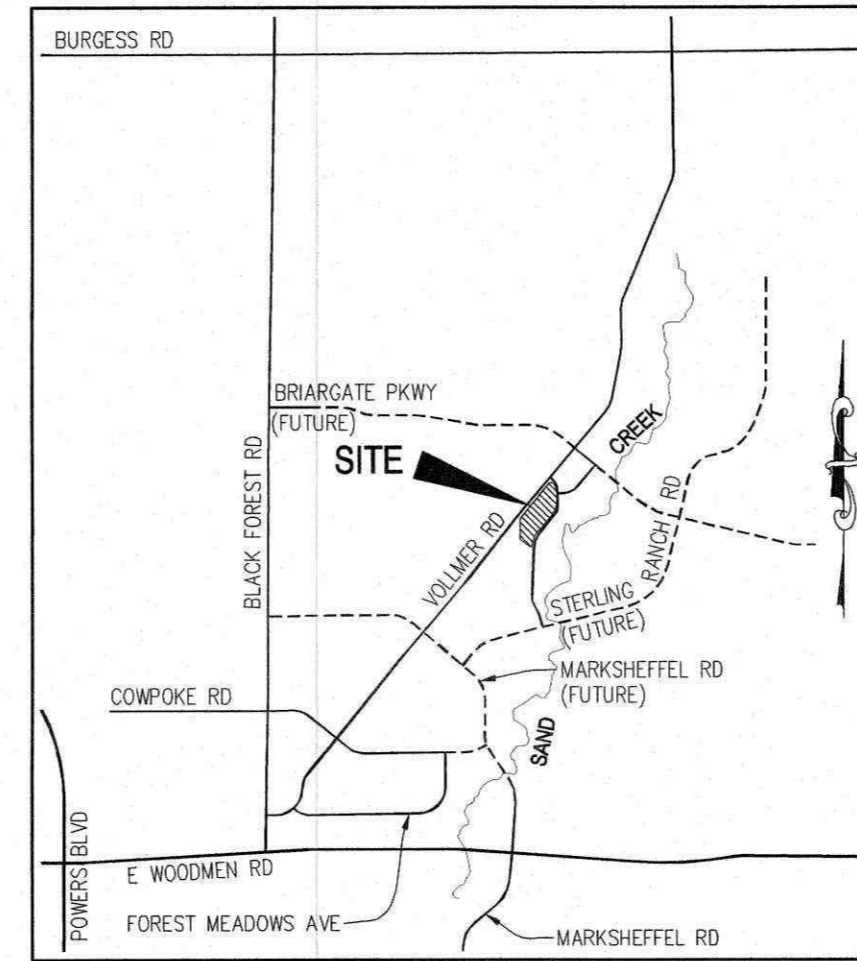 BURGESS RD
BRIARGATE PKWY
(FUTURE)
SITE
CREEK
BLACK FOREST RD
VOLLMER RD
RANCH RD
STERLING
(FUTURE)
MARKSHEFFEL RD
(FUTURE)
COWPOKE RD
SAND
POWERS BLVD
E WOODMEN RD
FOREST MEADOWS AVE
MARKSHEFFEL RD